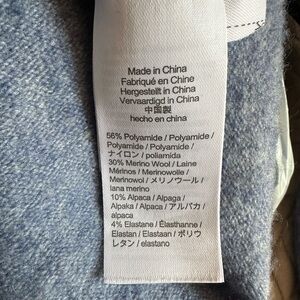 Made in China
Fabriqué en Chine
Hergestellt in China
Vervaardigd in China
中国製
hecho en china
56% Polyamide / Polyamide /
Polyamide / Polyamide
/ ナイロン / poliamida
30% Merino Wool / Laine
Mérinos / Merinowolle /
Merinowol / メリノウール /
lana merino
10% Alpaca / Alpaga /
Alpaka / Alpaca / アルパカ /
alpaca
4% Elastane / Élasthanne /
Elastan / Elastaan / ポリウ
レタン / elastano